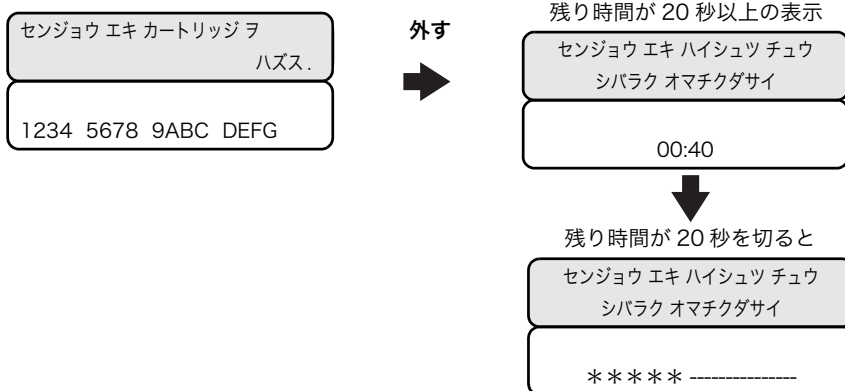 センジョウ エキ カートリッジ ヲ
ハズス .
1234 5678 9ABC DEFG
外す
残り時間が 20 秒以上の表示
センジョウ エキ ハイシュツ チュウ
シバラク オマチクダサイ
00:40
残り時間が 20 秒を切ると
センジョウ エキ ハイシュツ チュウ
シバラク オマチクダサイ
＊＊＊＊＊ ---------------